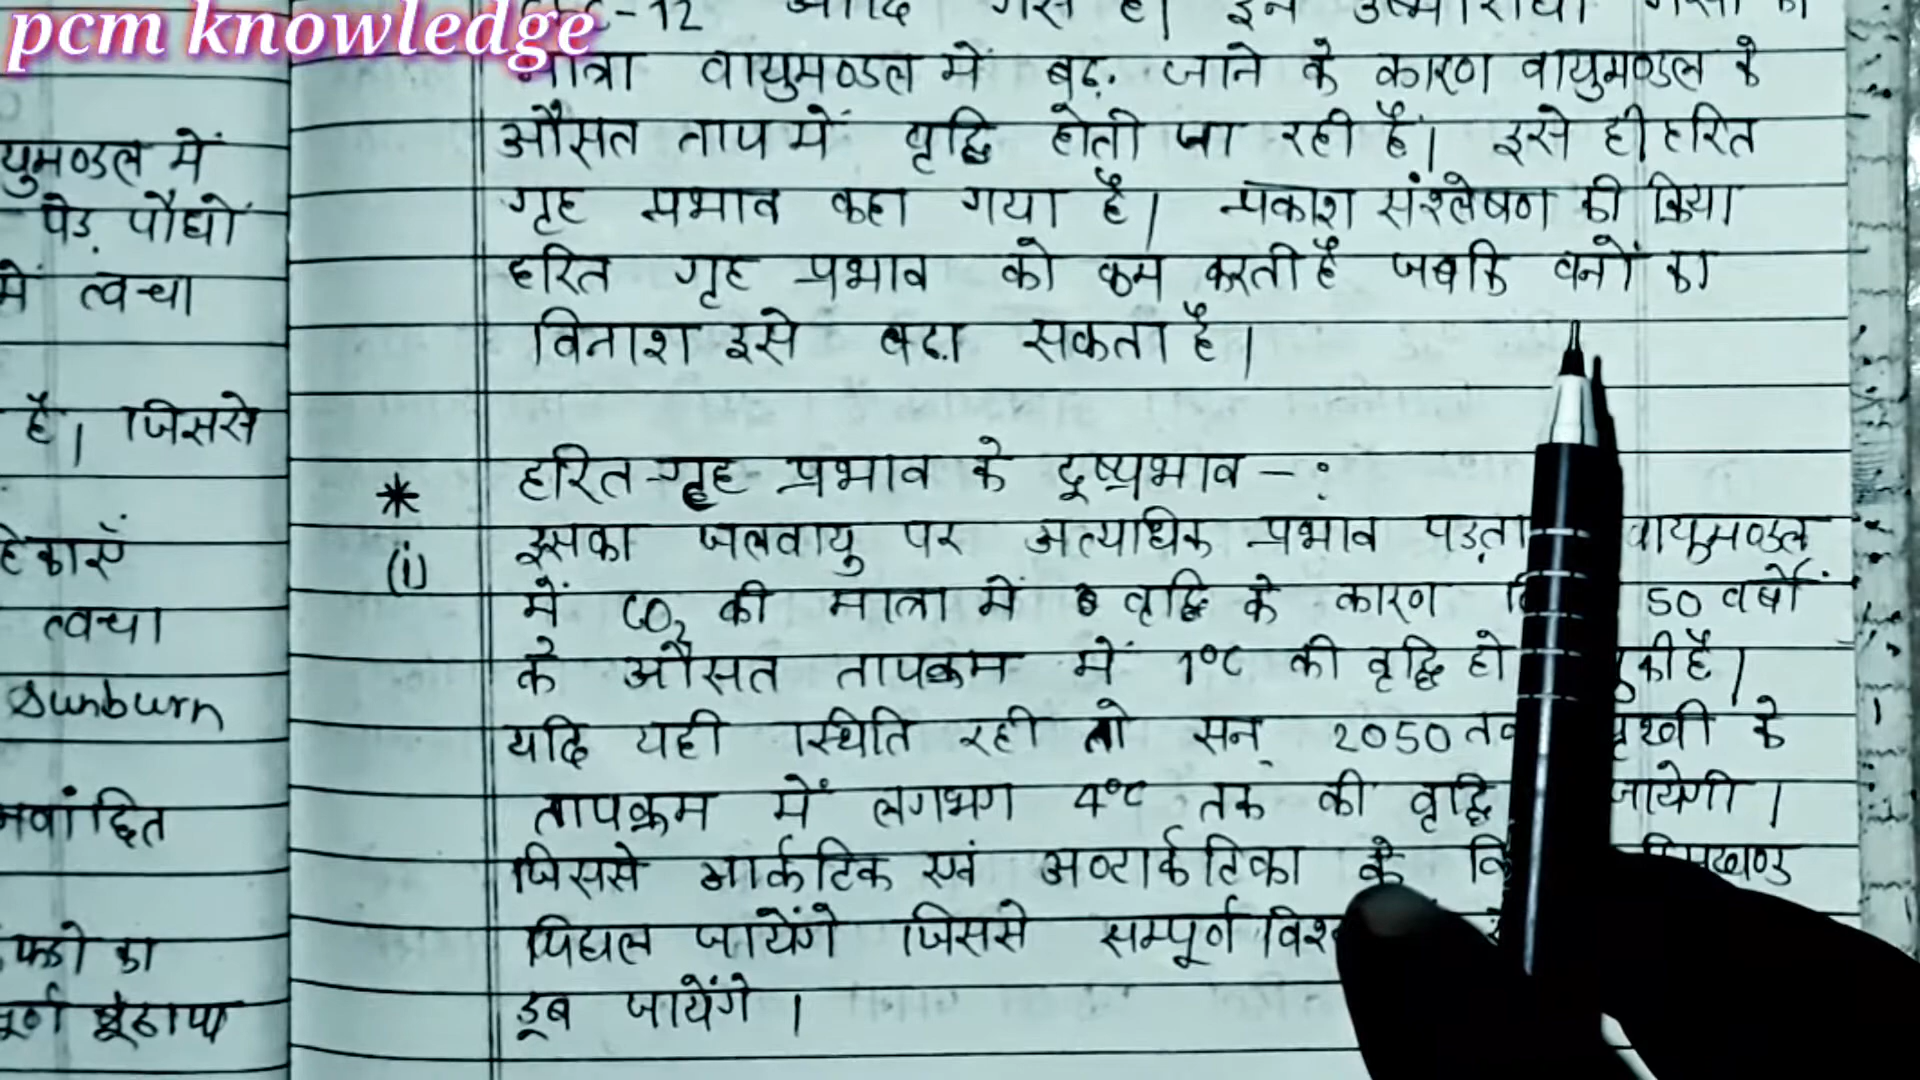 pcm knowledge
-12 आदि गैसें हैं। इन
मात्रा वायुमण्डल में बढ़ जाने के कारण वायुमण्डल के
औसत ताप में वृद्धि होती जा रही है। इसे ही हरित
गृह प्रभाव कहा गया है। प्रकाश संश्लेषण की क्रिया
हरित गृह प्रभाव को कम करती है जबकि वनों का
विनाश इसे बढ़ा सकता है।
* हरित-गृह प्रभाव के दूष्प्रभाव -:
(i) इसका जलवायु पर अत्याधिक प्रभाव पड़ता वायुमण्डल
में CO2 की मात्रा में वृद्धि के कारण 50 वर्षों
के औसत तापक्रम में 1°C की वृद्धि हो चुकी है।
यदि यही स्थिति रही तो सन् 2050 तक पृथ्वी के
तापक्रम में लगभग 4°C तक की वृद्धि जायेगी।
जिससे आर्कटिक एवं अण्टार्कटिका के हिमखण्ड
पिघल जायेंगे जिससे सम्पूर्ण
डूब जायेंगे।
युमण्डल में
पेड़ पौधों
में त्वचा
है। जिससे
त्वचा
Sunburn